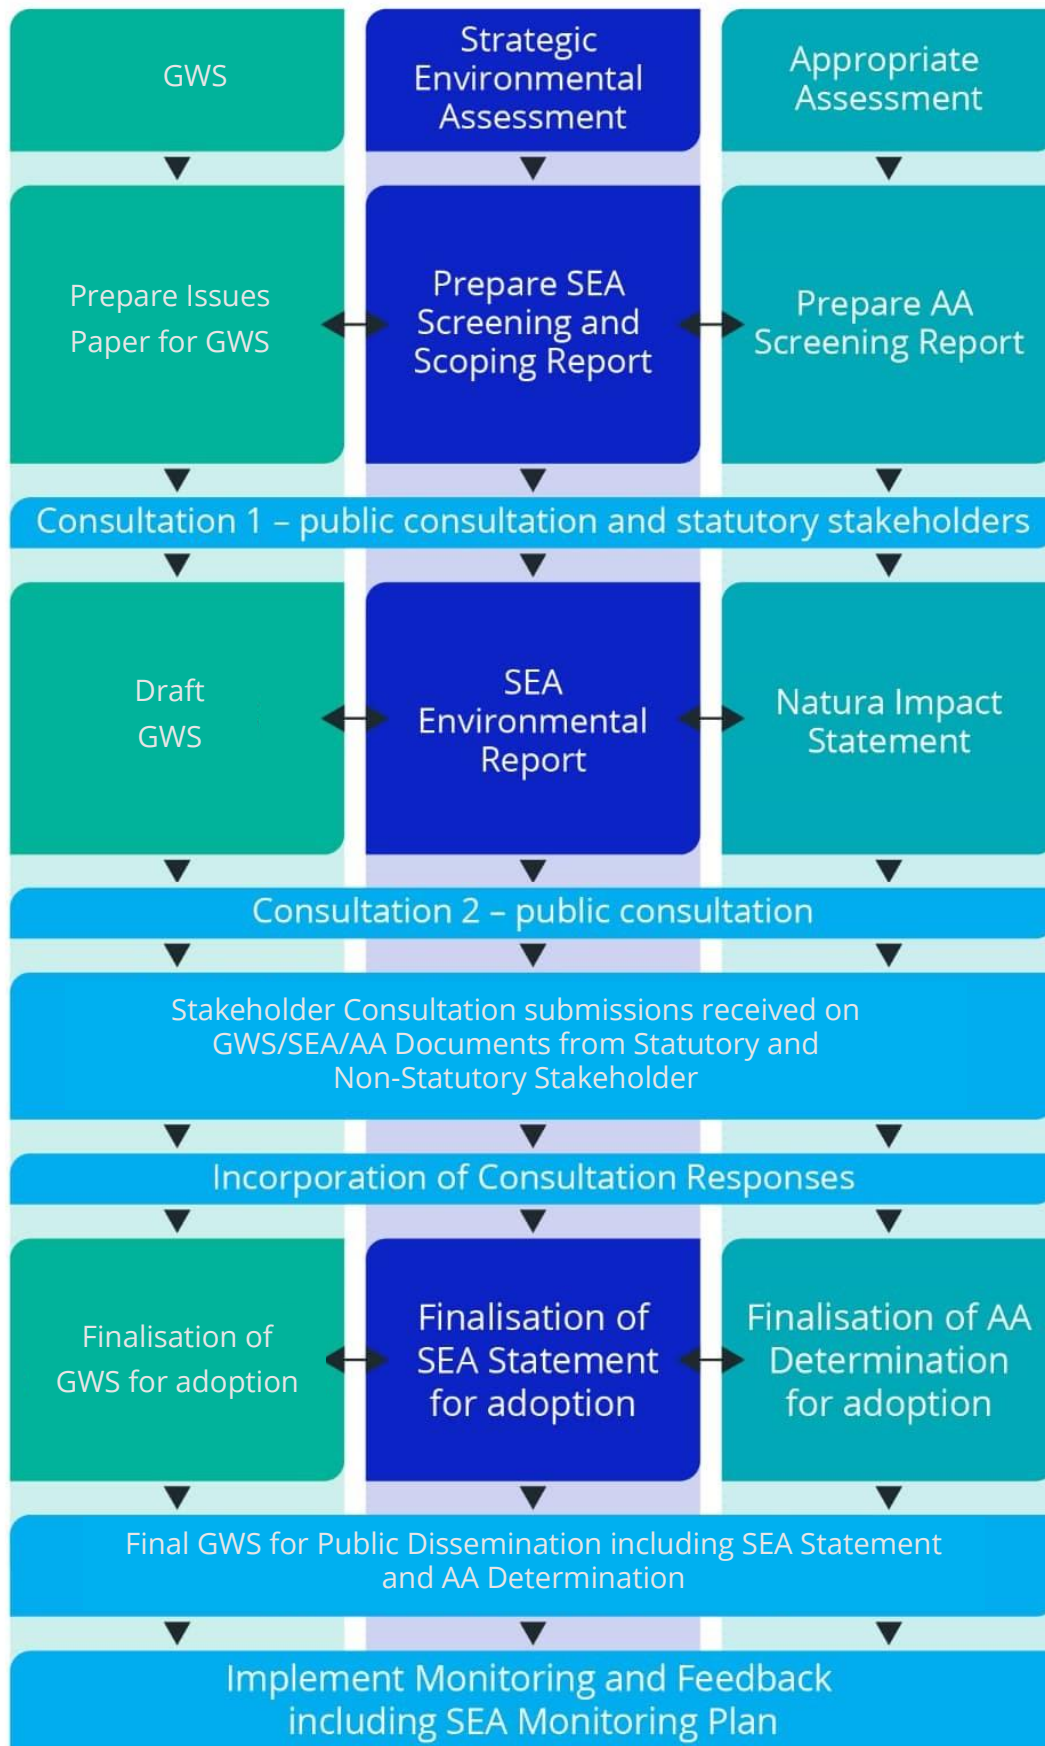 GWS
Strategic
Environmental
Assessment
Appropriate
Assessment
Prepare Issues
Paper for GWS
Prepare SEA
Screening and
Scoping Report
Prepare AA
Screening Report
Consultation 1 – public consultation and statutory stakeholders
Draft
GWS
SEA
Environmental
Report
Natura Impact
Statement
Consultation 2 – public consultation
Stakeholder Consultation submissions received on
GWS/SEA/AA Documents from Statutory and
Non-Statutory Stakeholder
Incorporation of Consultation Responses
Finalisation of
GWS for adoption
Finalisation of
SEA Statement
for adoption
Finalisation of AA
Determination
for adoption
Final GWS for Public Dissemination including SEA Statement
and AA Determination
Implement Monitoring and Feedback
including SEA Monitoring Plan